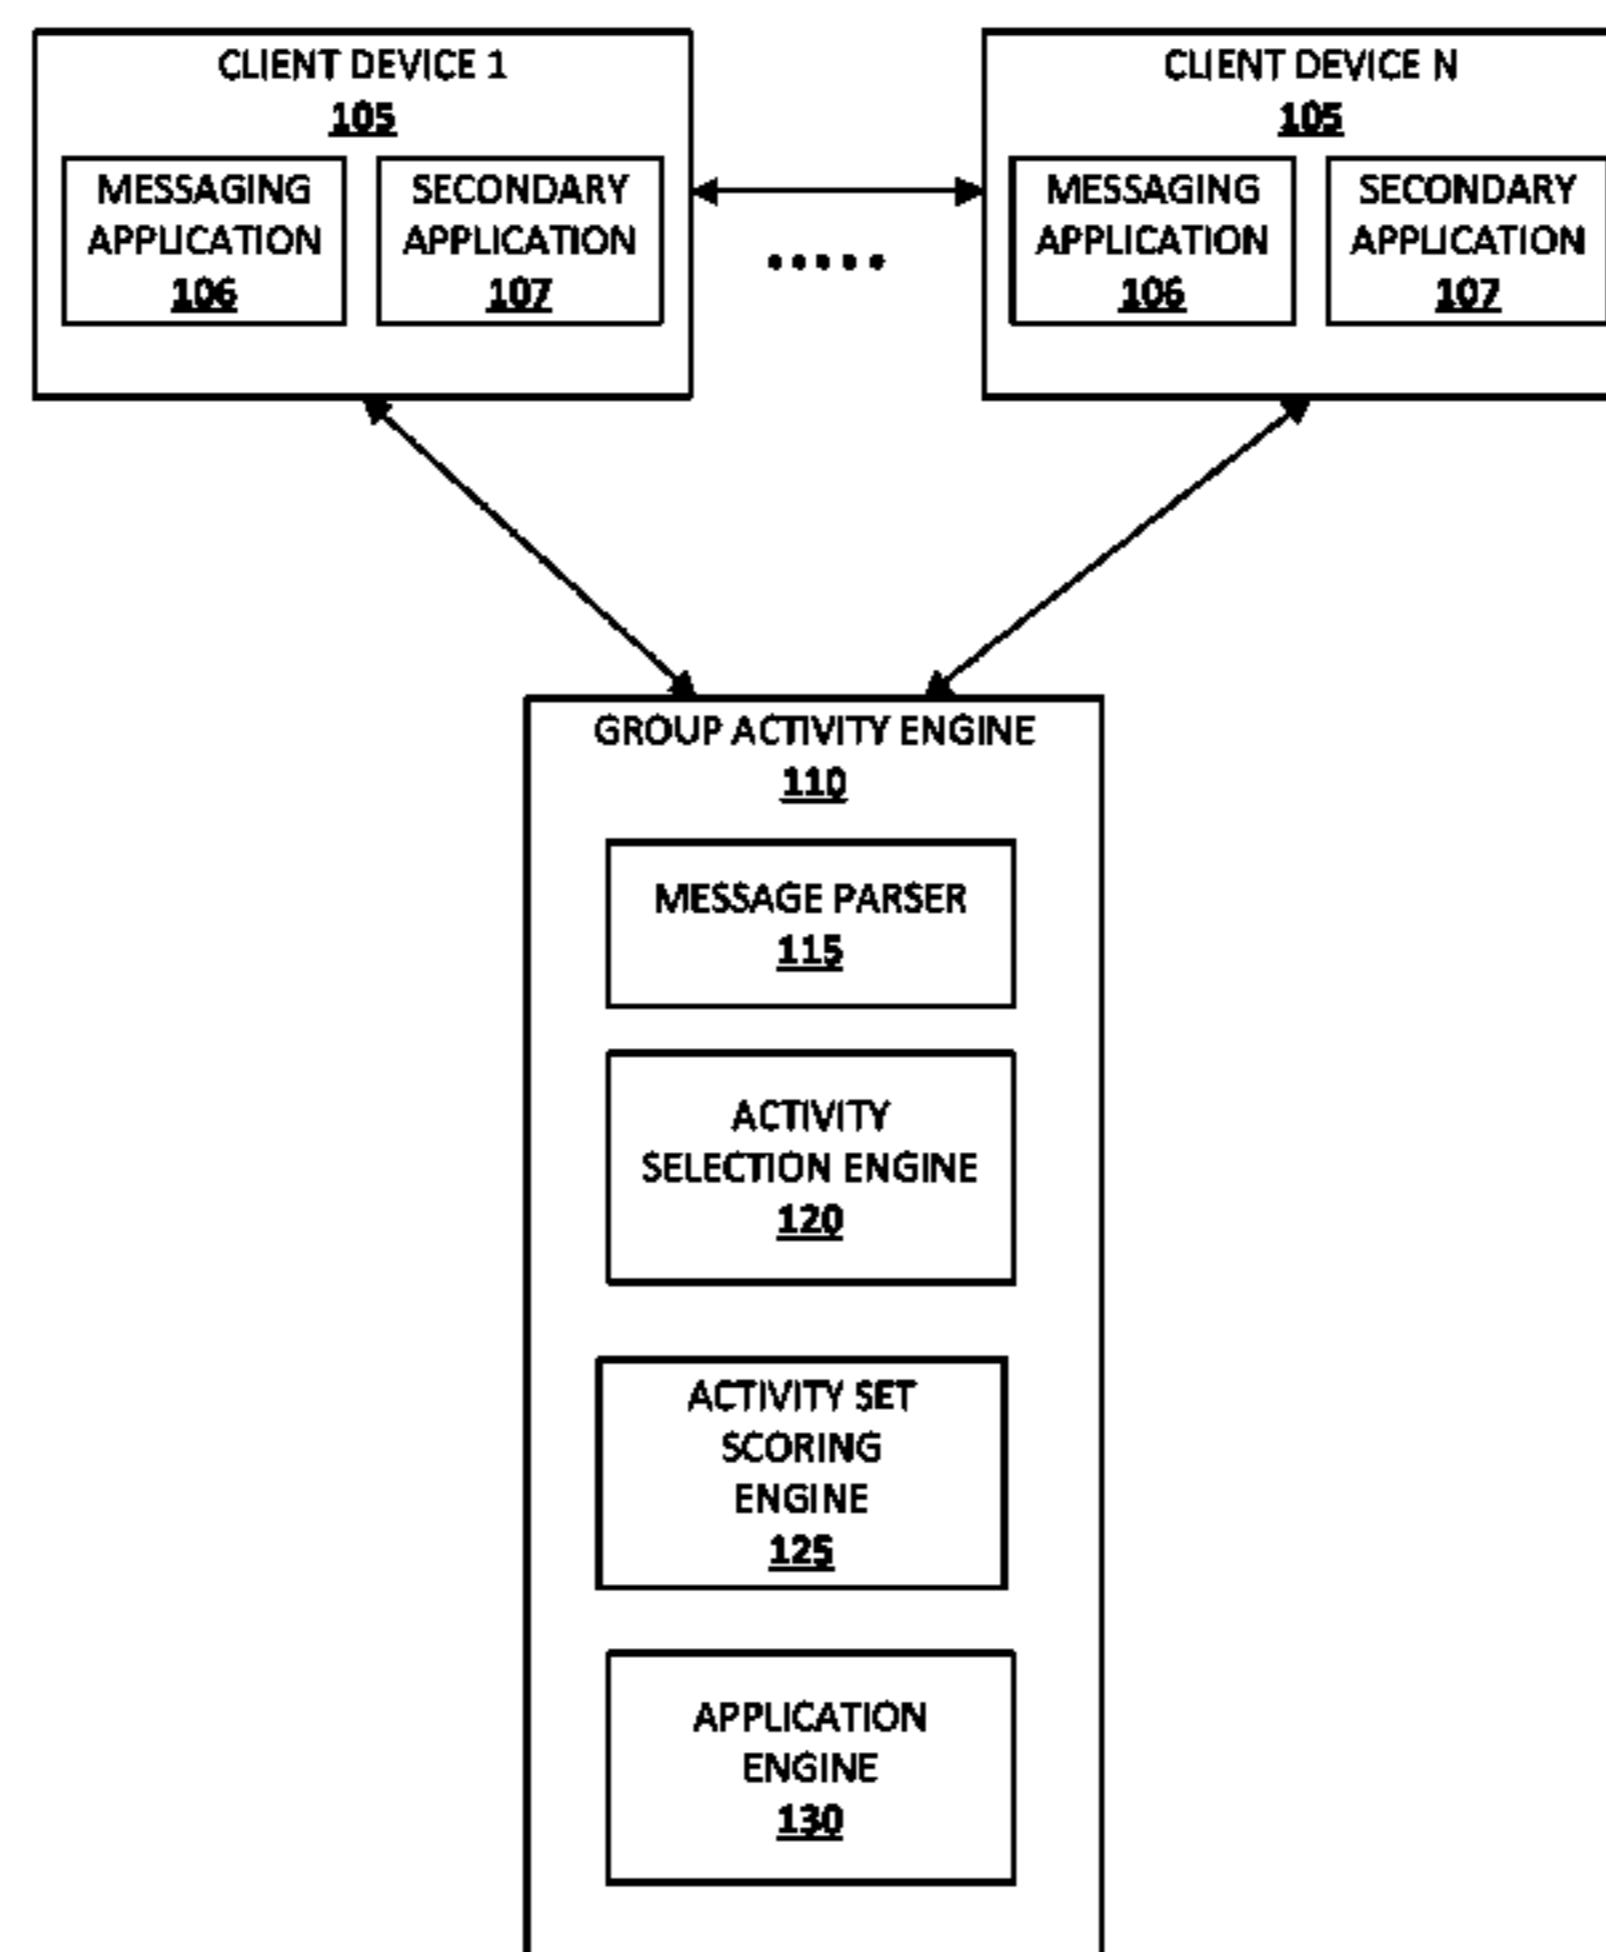 CLIENT DEVICE 1
105
MESSAGING
APPLICATION
106
SECONDARY
APPLICATION
107
CLIENT DEVICE N
105
MESSAGING
APPLICATION
106
SECONDARY
APPLICATION
107
GROUP ACTIVITY ENGINE
110
MESSAGE PARSER
115
ACTIVITY
SELECTION ENGINE
120
ACTIVITY SET
SCORING
ENGINE
125
APPLICATION
ENGINE
130